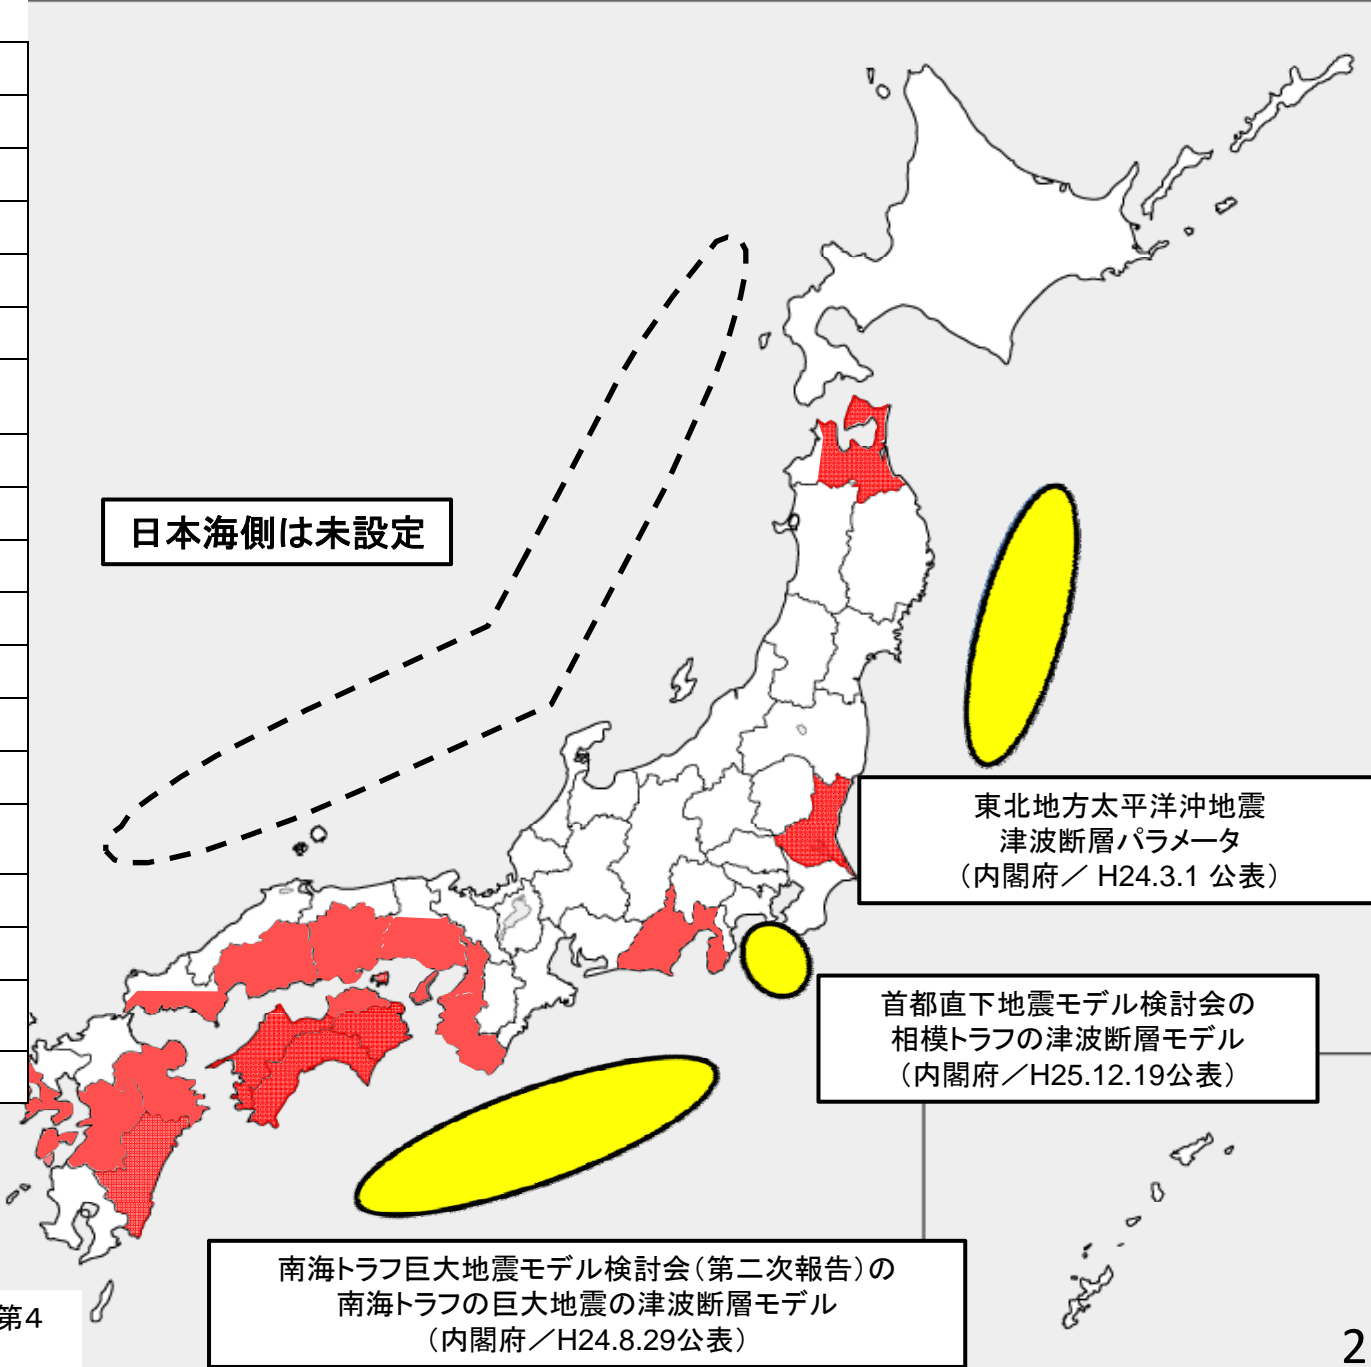 日本海側は未設定
東北地方太平洋沖地震
津波断層パラメータ
（内閣府／ H24.3.1 公表）
首都直下地震モデル検討会の
相模トラフの津波断層モデル
（内閣府／H25.12.19公表）
南海トラフ巨大地震モデル検討会（第二次報告）の
南海トラフの巨大地震の津波断層モデル
（内閣府／H24.8.29公表）
第４
2